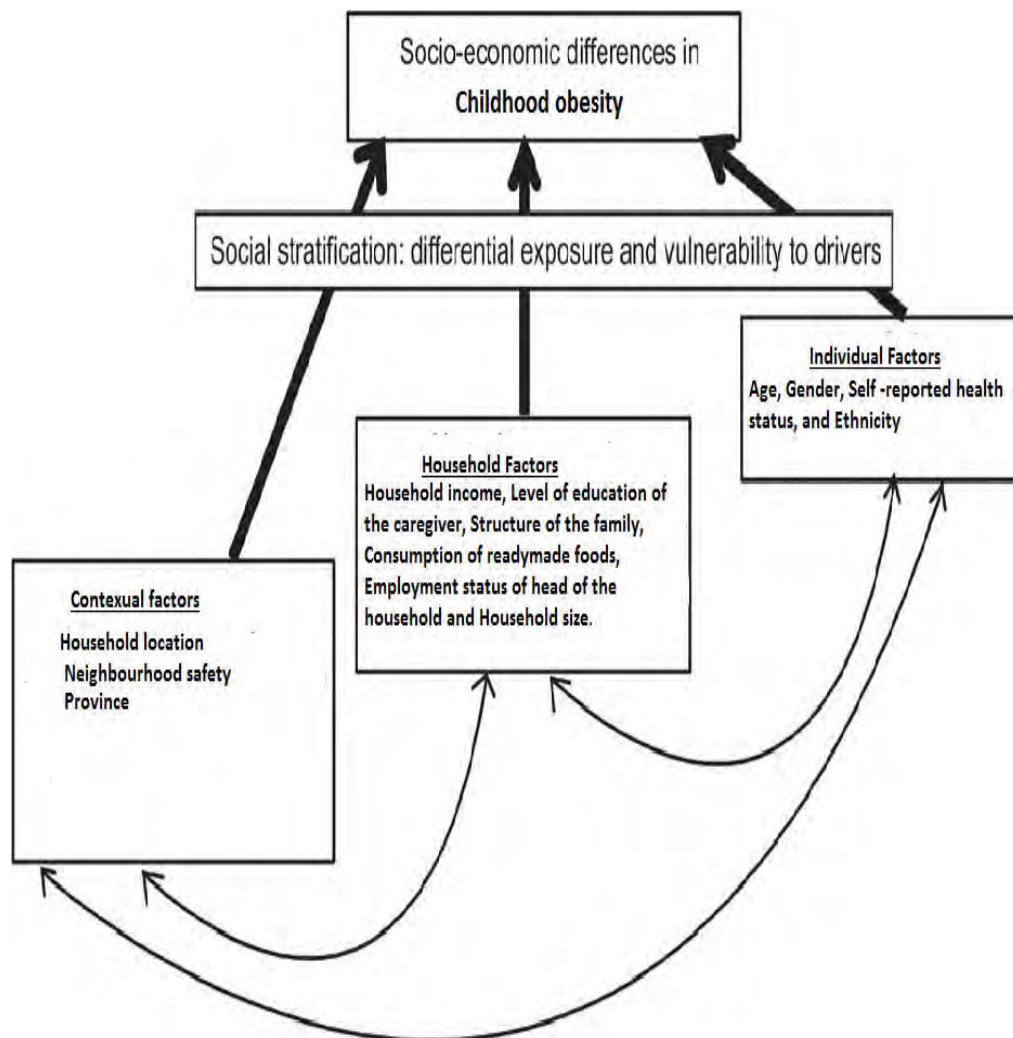 Socio-economic differences in
Childhood obesity
Social stratification: differential exposure and vulnerability to drivers
Individual Factors
Age, Gender, Self -reported health
status, and Ethnicity
Household Factors
Household income, Level of education of
the caregiver, Structure of the family,
Consumption of readymade foods,
Employment status of head of the
household and Household size.
Contexual factors
Household location
Neighbourhood safety
Province